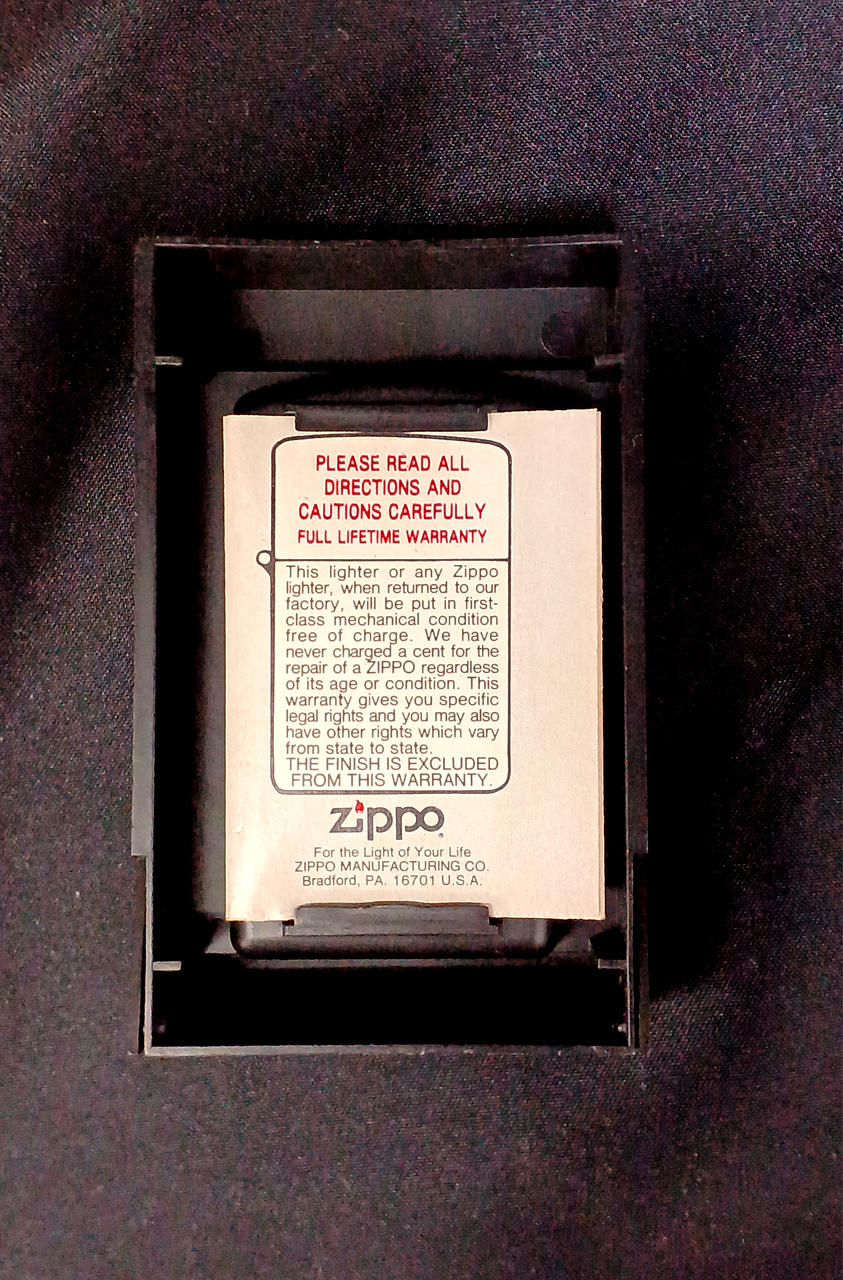 PLEASE READ ALL
DIRECTIONS AND
CAUTIONS CAREFULLY
FULL LIFETIME WARRANTY
This lighter or any Zippo
lighter, when returned to our
factory, will be put in first-
class mechanical condition
free of charge. We have
never charged a cent for the
repair of a ZIPPO regardless
of its age or condition. This
warranty gives you specific
legal rights and you may also
have other rights which vary
from state to state.
THE FINISH IS EXCLUDED
FROM THIS WARRANTY.
zippo
For the Light of Your Life
ZIPPO MANUFACTURING CO.
Bradford, PA. 16701 U.S.A.